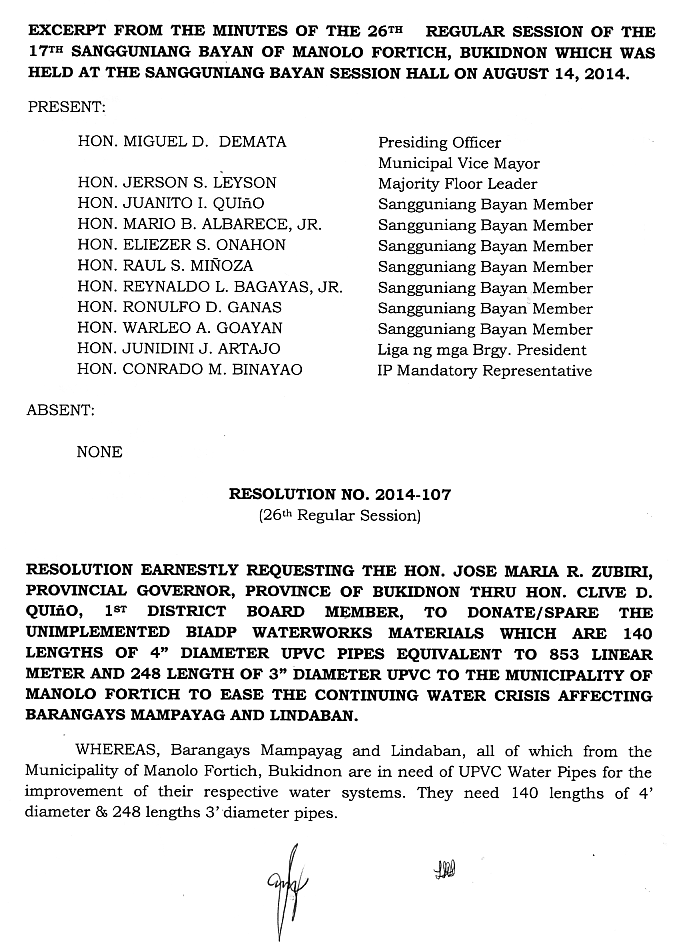 EXCERPT FROM THE MINUTES OF THE 26TH REGULAR SESSION OF THE
17TH SANGGUNIANG BAYAN OF MANOLO FORTICH, BUKIDNON WHICH WAS
HELD AT THE SANGGUNIANG BAYAN SESSION HALL ON AUGUST 14, 2014.
PRESENT:
HON. MIGUEL D. DEMATA Presiding Officer
Municipal Vice Mayor
HON. JERSON S. LEYSON Majority Floor Leader
HON. JUANITO I. QUIñO Sangguniang Bayan Member
HON. MARIO B. ALBARECE, JR. Sangguniang Bayan Member
HON. ELIEZER S. ONAHON Sangguniang Bayan Member
HON. RAUL S. MIÑOZA Sangguniang Bayan Member
HON. REYNALDO L. BAGAYAS, JR. Sangguniang Bayan Member
HON. RONULFO D. GANAS Sangguniang Bayan Member
HON. WARLEO A. GOAYAN Sangguniang Bayan Member
HON. JUNIDINI J. ARTAJO Liga ng mga Brgy. President
HON. CONRADO M. BINAYAO IP Mandatory Representative
ABSENT:
NONE
RESOLUTION NO. 2014-107
(26th Regular Session)
RESOLUTION EARNESTLY REQUESTING THE HON. JOSE MARIA R. ZUBIRI,
PROVINCIAL GOVERNOR, PROVINCE OF BUKIDNON THRU HON. CLIVE D.
QUIñO, 1ST DISTRICT BOARD MEMBER, TO DONATE/SPARE THE
UNIMPLEMENTED BIADP WATERWORKS MATERIALS WHICH ARE 140
LENGTHS OF 4" DIAMETER UPVC PIPES EQUIVALENT TO 853 LINEAR
METER AND 248 LENGTH OF 3" DIAMETER UPVC TO THE MUNICIPALITY OF
MANOLO FORTICH TO EASE THE CONTINUING WATER CRISIS AFFECTING
BARANGAYS MAMPAYAG AND LINDABAN.
WHEREAS, Barangays Mampayag and Lindaban, all of which from the
Municipality of Manolo Fortich, Bukidnon are in need of UPVC Water Pipes for the
improvement of their respective water systems. They need 140 lengths of 4'
diameter & 248 lengths 3' diameter pipes.